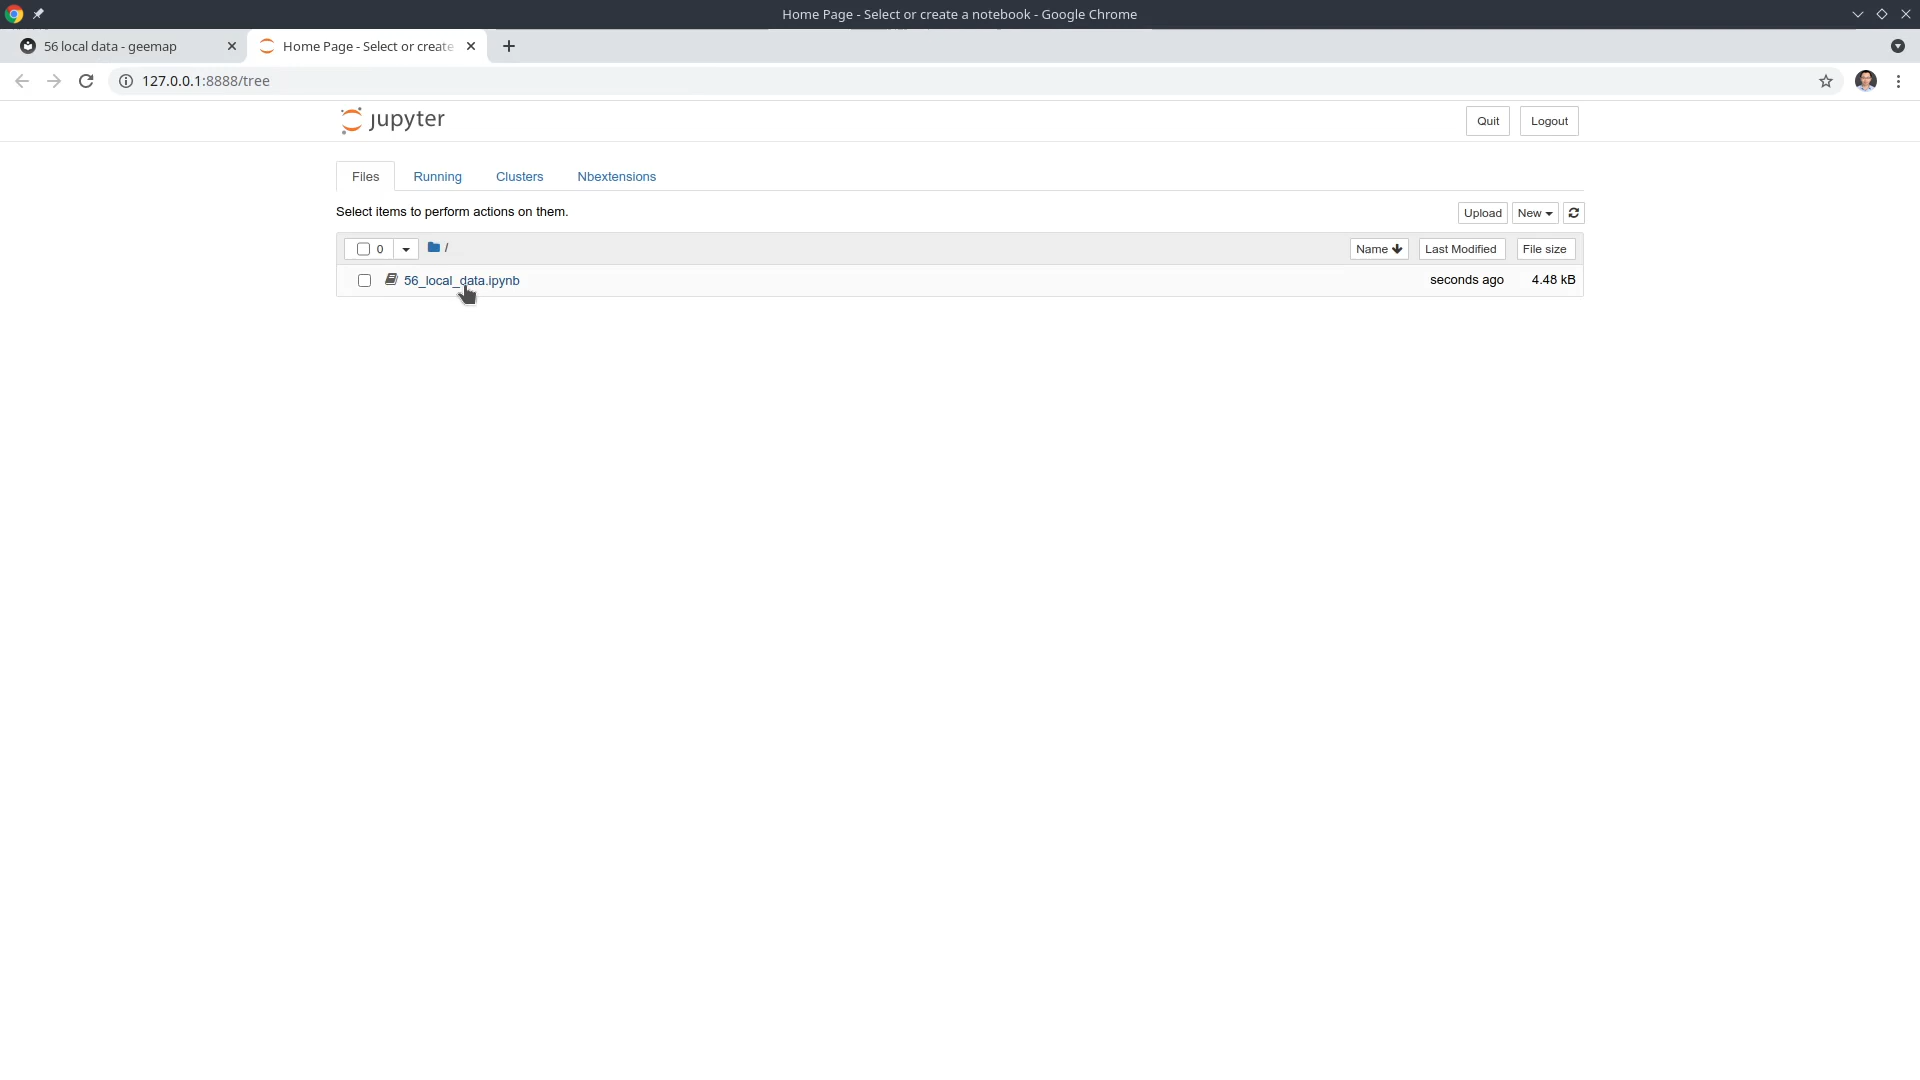 Home Page - Select or create a notebook - Google Chrome
56 local data - geemap
Home Page - Select or create
127.0.0.1:8888/tree
jupyter
Quit
Logout
Files
Running
Clusters
Nbextensions
Select items to perform actions on them.
Upload
New
0
/
Name
Last Modified
File size
56_local_data.ipynb
seconds ago
4.48 kB